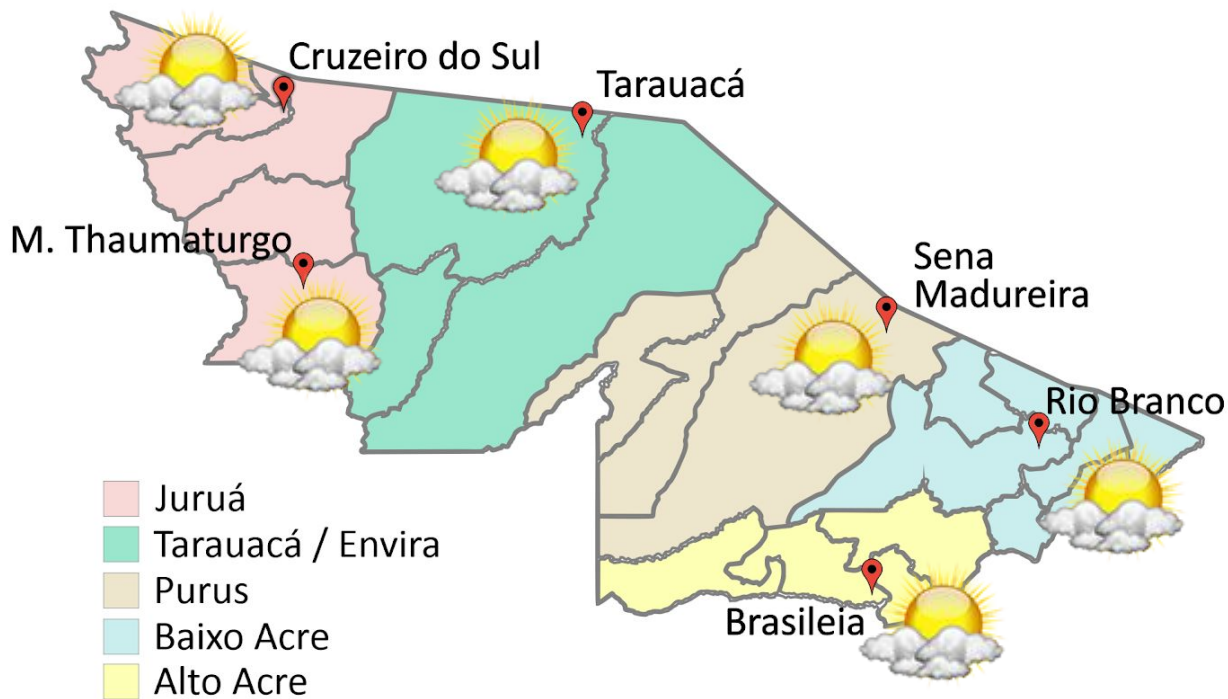 Cruzeiro do Sul
Tarauacá
M. Thaumaturgo
Sena
Madureira
Rio Branco
Brasileia
Juruá
Tarauacá / Envira
Purus
Baixo Acre
Alto Acre